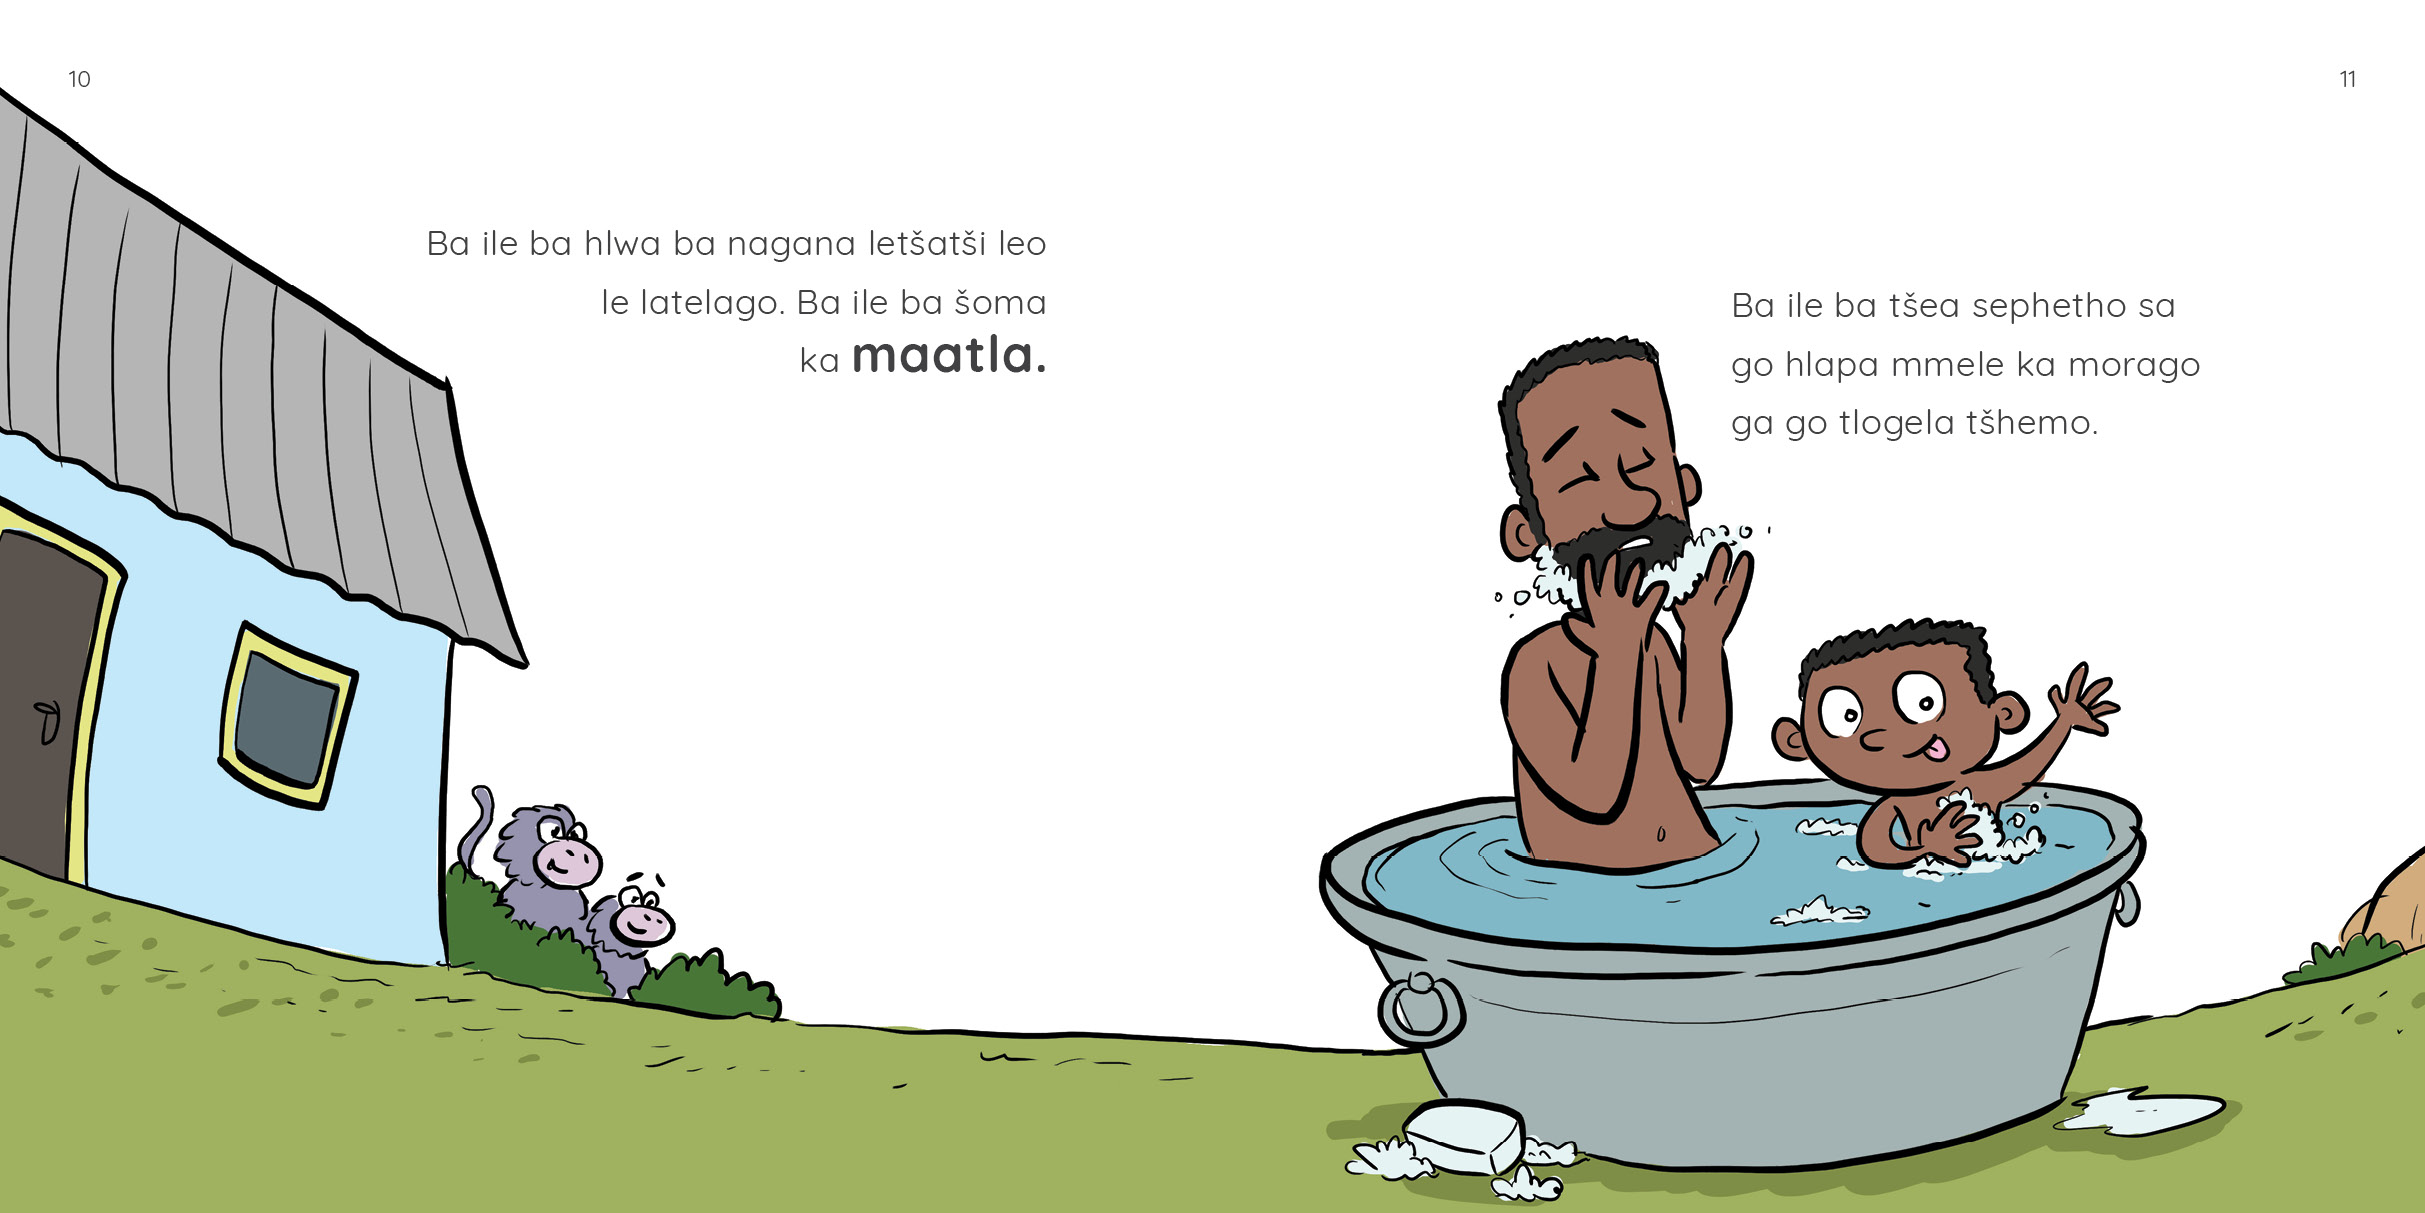 10
Ba ile ba hlwa ba nagana letšatši leo
le latelago. Ba ile ba šoma
ka maatla.
11
Ba ile ba tšea sephetho sa
go hlapa mmele ka morago
ga go tlogela tšhemo.